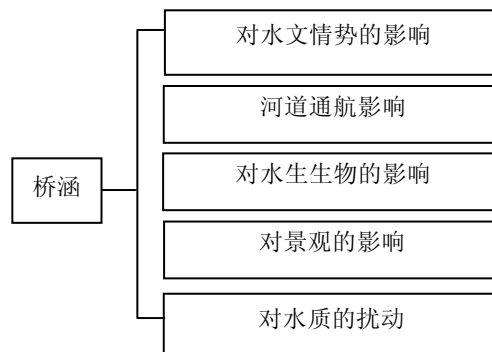 对水文情势的影响
河道通航影响
对水生生物的影响
桥涵
对景观的影响
对水质的扰动